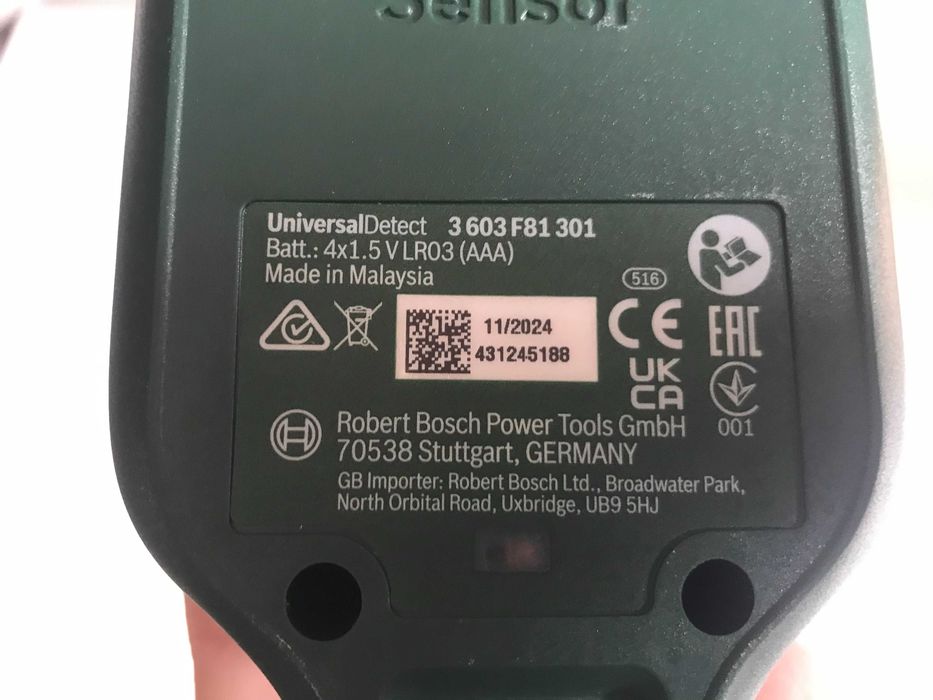 Sensor
UniversalDetect 3 603 F81 301
Batt.: 4x1.5 V LR03 (AAA)
Made in Malaysia
516
11/2024
431245188
CE
EAC
UK
CA
001
Robert Bosch Power Tools GmbH
70538 Stuttgart, GERMANY
GB Importer: Robert Bosch Ltd., Broadwater Park,
North Orbital Road, Uxbridge, UB9 5HJ